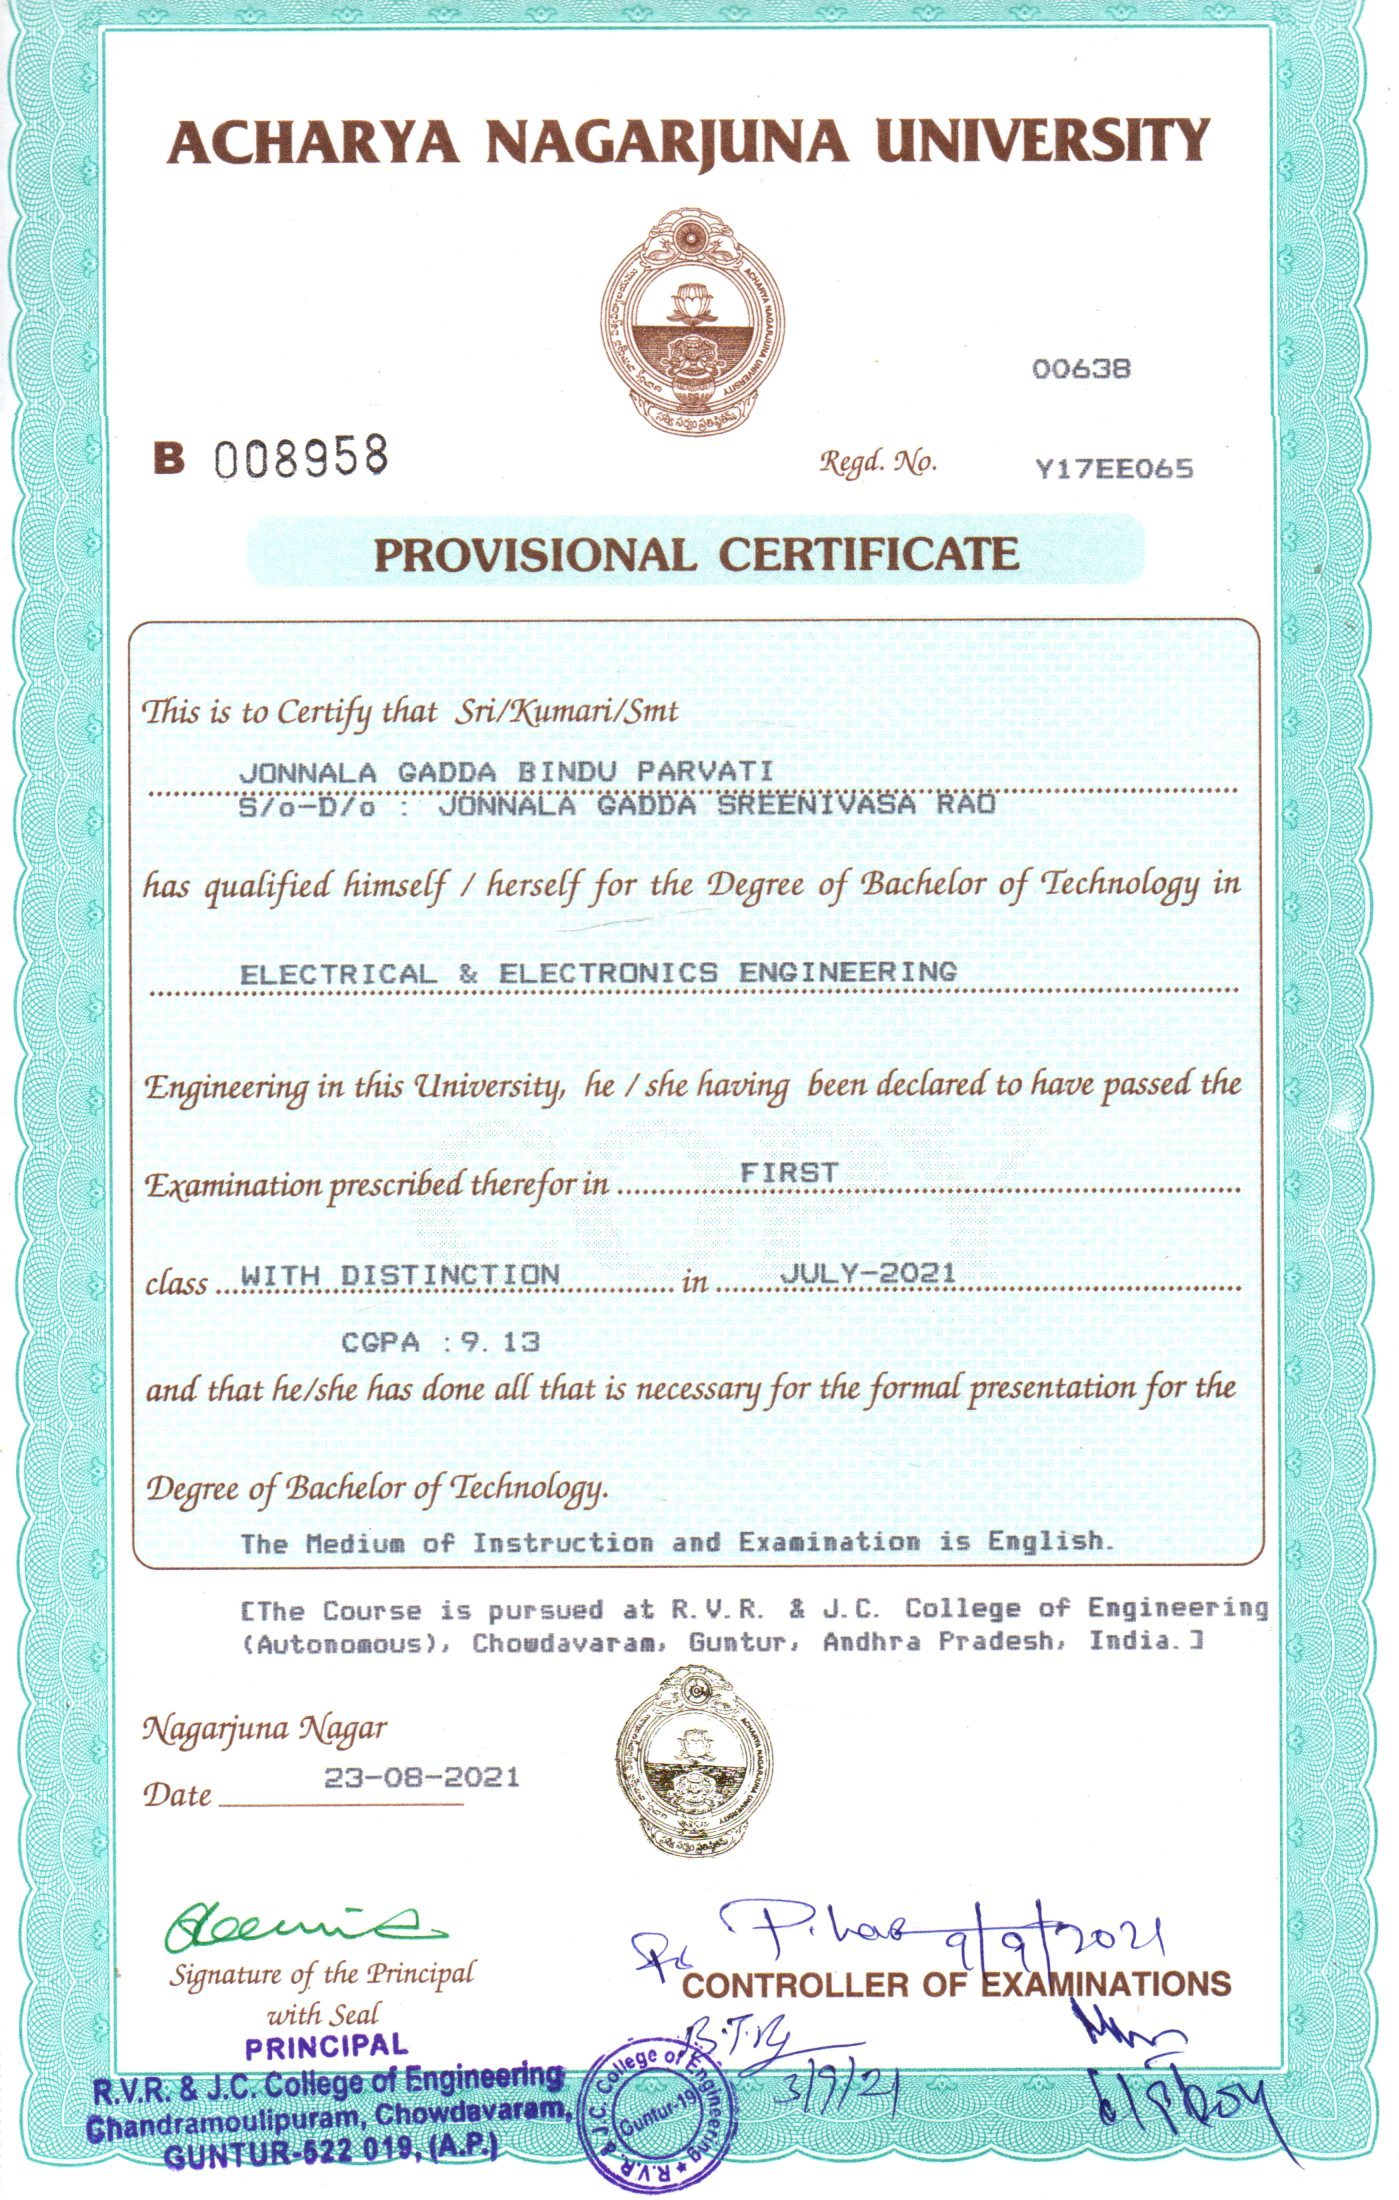 ACHARYA NAGARJUNA UNIVERSITY
ACHARYA NAGARJUNA UNIVERSITY
00638
B 008958
Regd. No. Y17EE065
PROVISIONAL CERTIFICATE
This is to Certify that Sri/Kumari/Smt
JONNALA GADDA BINDU PARVATI
S/o-D/o : JONNALA GADDA SREENIVASA RAO
has qualified himself / herself for the Degree of Bachelor of Technology in
ELECTRICAL & ELECTRONICS ENGINEERING
Engineering in this University, he / she having been declared to have passed the
COPY
Examination prescribed therefor in FIRST
class WITH DISTINCTION in JULY-2021
CGPA : 9.13
and that he/she has done all that is necessary for the formal presentation for the
Degree of Bachelor of Technology.
The Medium of Instruction and Examination is English.
[The Course is pursued at R.V.R. & J.C. College of Engineering
(Autonomous), Chowdavaram, Guntur, Andhra Pradesh, India.]
Nagarjuna Nagar
Date 23-08-2021
ACHARYA NAGARJUNA UNIVERSITY
9/9/2021
Signature of the Principal
with Seal
CONTROLLER OF EXAMINATIONS
PRINCIPAL
R.V.R. & J.C. College of Engineering
Chandramoulipuram, Chowdavaram,
GUNTUR-522 019, (A.P.)
R.V.R. & J.C. College of Engineering
Guntur-19
3/9/21